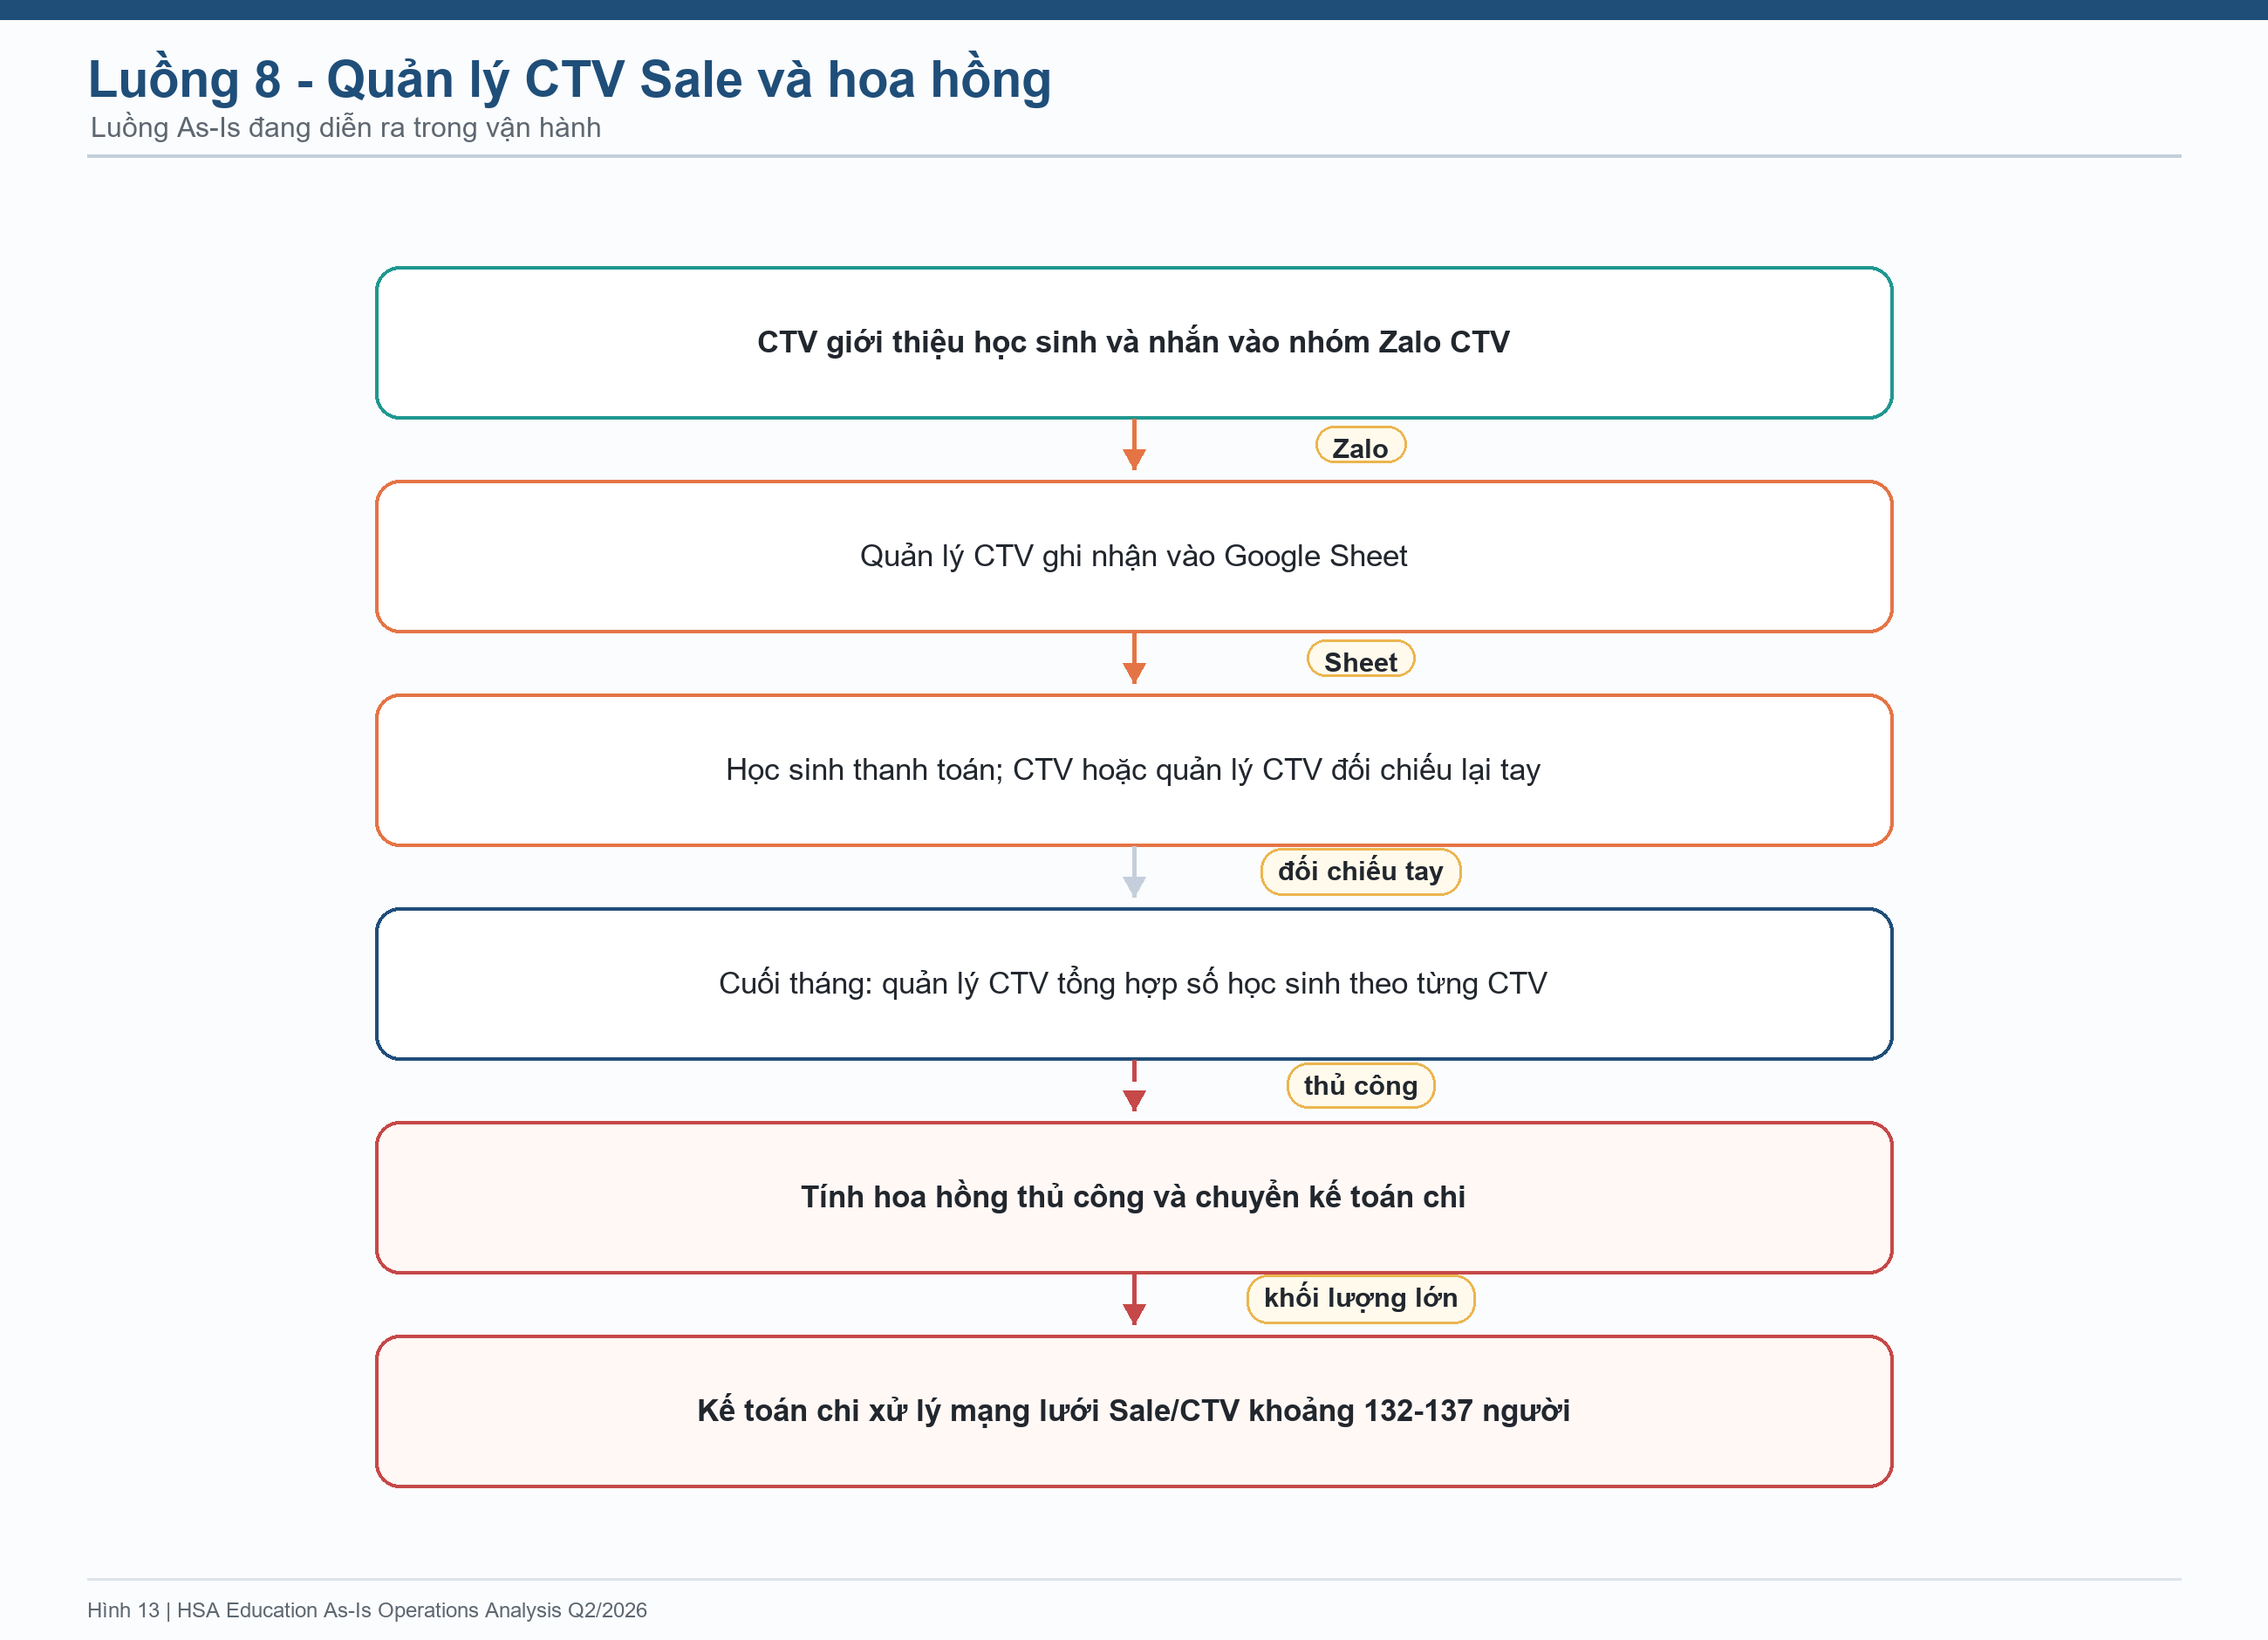 Luồng 8 - Quản lý CTV Sale và hoa hồng
Luồng As-Is đang diễn ra trong vận hành
CTV giới thiệu học sinh và nhắn vào nhóm Zalo CTV
Zalo
Quản lý CTV ghi nhận vào Google Sheet
Sheet
Học sinh thanh toán; CTV hoặc quản lý CTV đối chiếu lại tay
đối chiếu tay
Cuối tháng: quản lý CTV tổng hợp số học sinh theo từng CTV
thủ công
Tính hoa hồng thủ công và chuyển kế toán chi
khối lượng lớn
Kế toán chi xử lý mạng lưới Sale/CTV khoảng 132-137 người
Hình 13 | HSA Education As-Is Operations Analysis Q2/2026